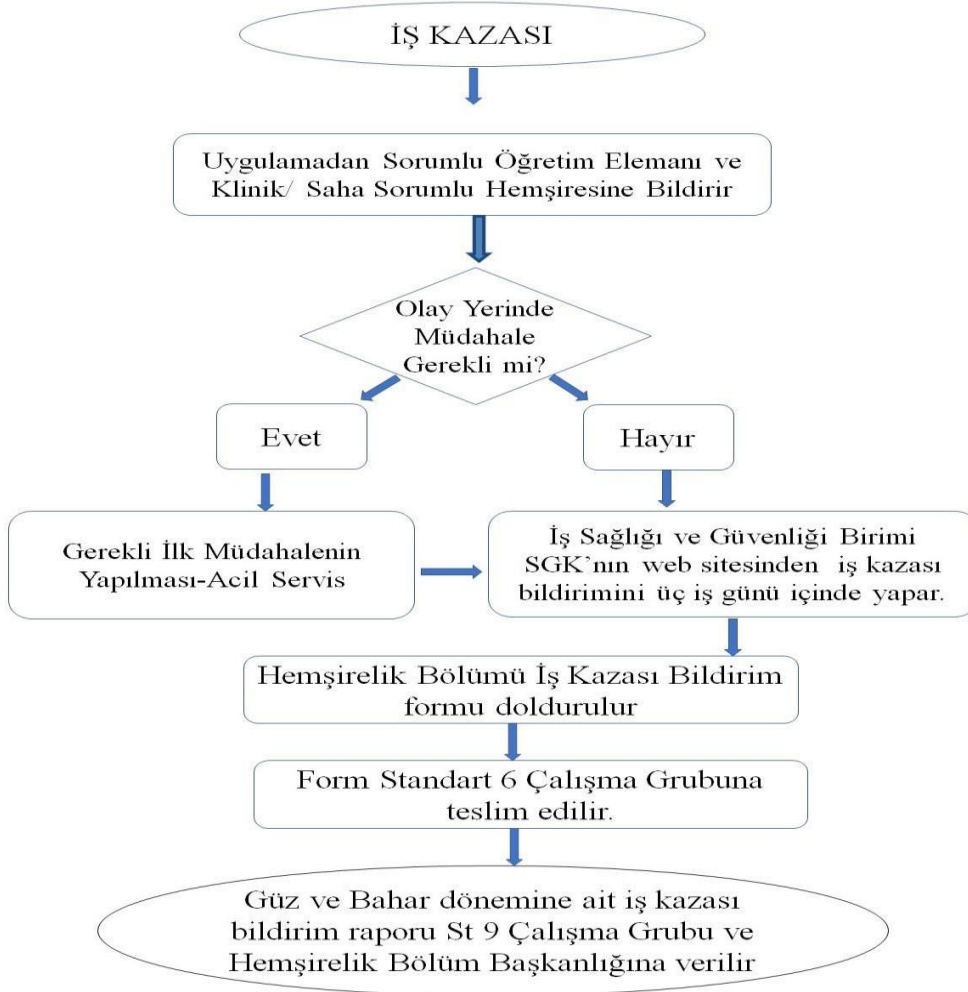 İŞ KAZASI
Uygulamadan Sorumlu Öğretim Elemanı ve
Klinik/ Saha Sorumlu Hemşiresine Bildirir
Olay Yerinde
Müdahale
Gerekli mi?
Evet
Hayır
Gerekli İlk Müdahalenin
Yapılması-Acil Servis
İş Sağlığı ve Güvenliği Birimi
SGK’nın web sitesinden iş kazası
bildirimini üç iş günü içinde yapar.
Hemşirelik Bölümü İş Kazası Bildirim
formu doldurulur
Form Standart 6 Çalışma Grubuna
teslim edilir.
Güz ve Bahar dönemine ait iş kazası
bildirim raporu St 9 Çalışma Grubu ve
Hemşirelik Bölüm Başkanlığına verilir